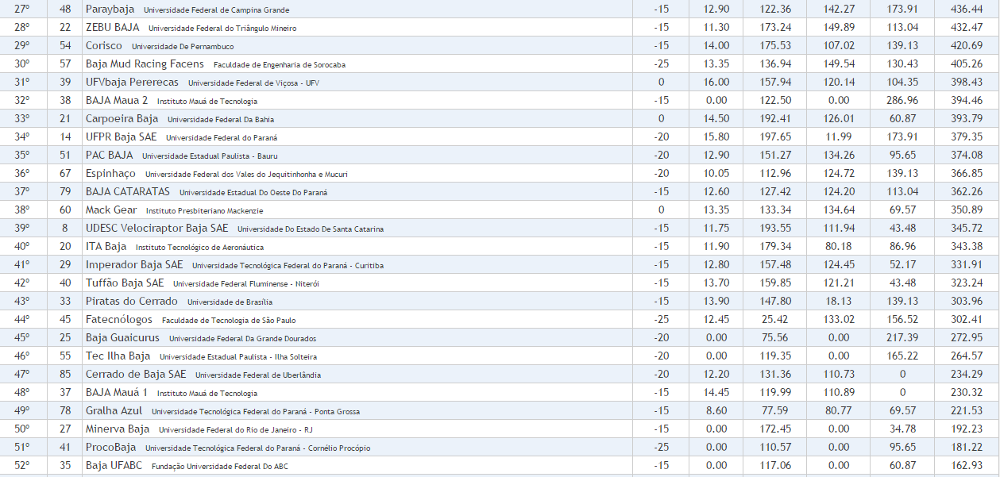 27º 48 Paraybaja Universidade Federal de Campina Grande -15 12.90 122.36 142.27 173.91 436.44
28º 22 ZEBU BAJA Universidade Federal do Triângulo Mineiro -15 11.30 173.24 149.89 113.04 432.47
29º 54 Corisco Universidade De Pernambuco -15 14.00 175.53 107.02 139.13 420.69
30º 57 Baja Mud Racing Facens Faculdade de Engenharia de Sorocaba -25 13.35 136.94 149.54 130.43 405.26
31º 39 UFVbaja Pererecas Universidade Federal de Viçosa - UFV 0 16.00 157.94 120.14 104.35 398.43
32º 38 BAJA Maua 2 Instituto Mauá de Tecnologia -15 0.00 122.50 0.00 286.96 394.46
33º 21 Carpoeira Baja Universidade Federal Da Bahia 0 14.50 192.41 126.01 60.87 393.79
34º 14 UFPR Baja SAE Universidade Federal do Paraná -20 15.80 197.65 11.99 173.91 379.35
35º 51 PAC BAJA Universidade Estadual Paulista - Bauru -20 12.90 151.27 134.26 95.65 374.08
36º 67 Espinhaço Universidade Federal dos Vales do Jequitinhonha e Mucuri -20 10.05 112.96 124.72 139.13 366.85
37º 79 BAJA CATARATAS Universidade Estadual Do Oeste Do Paraná -15 12.60 127.42 124.20 113.04 362.26
38º 60 Mack Gear Instituto Presbiteriano Mackenzie 0 13.35 133.34 134.64 69.57 350.89
39º 8 UDESC Velociraptor Baja SAE Universidade Do Estado De Santa Catarina -15 11.75 193.55 111.94 43.48 345.72
40º 20 ITA Baja Instituto Tecnológico de Aeronáutica -15 11.90 179.34 80.18 86.96 343.38
41º 29 Imperador Baja SAE Universidade Tecnológica Federal do Paraná - Curitiba -15 12.80 157.48 124.45 52.17 331.91
42º 40 Tuffão Baja SAE Universidade Federal Fluminense - Niterói -15 13.70 159.85 121.21 43.48 323.24
43º 33 Piratas do Cerrado Universidade de Brasília -15 13.90 147.80 18.13 139.13 303.96
44º 45 Fatecnólogos Faculdade de Tecnologia de São Paulo -25 12.45 25.42 133.02 156.52 302.41
45º 25 Baja Guaicurus Universidade Federal Da Grande Dourados -20 0.00 75.56 0.00 217.39 272.95
46º 55 Tec Ilha Baja Universidade Estadual Paulista - Ilha Solteira -20 0.00 119.35 0.00 165.22 264.57
47º 85 Cerrado de Baja SAE Universidade Federal de Uberlândia -20 12.20 131.36 110.73 0 234.29
48º 37 BAJA Mauá 1 Instituto Mauá de Tecnologia -15 14.45 119.99 110.89 0 230.32
49º 78 Gralha Azul Universidade Tecnológica Federal do Paraná - Ponta Grossa -15 8.60 77.59 80.77 69.57 221.53
50º 27 Minerva Baja Universidade Federal do Rio de Janeiro - RJ -15 0.00 172.45 0.00 34.78 192.23
51º 41 ProcoBaja Universidade Tecnológica Federal do Paraná - Cornélio Procópio -25 0.00 110.57 0.00 95.65 181.22
52º 35 Baja UFABC Fundação Universidade Federal Do ABC -15 0.00 117.06 0.00 60.87 162.93